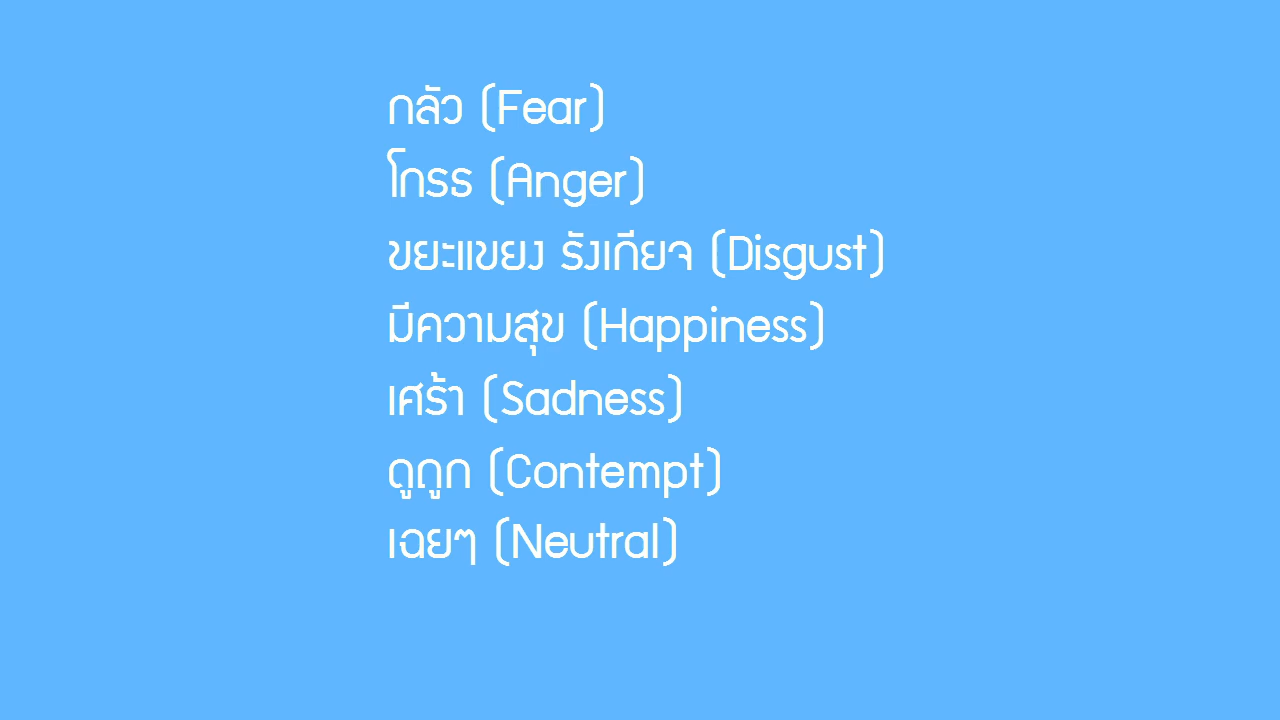 กลัว (Fear)
โกรธ (Anger)
ขยะแขยง รังเกียจ (Disgust)
มีความสุข (Happiness)
เศร้า (Sadness)
ดูถูก (Contempt)
เฉยๆ (Neutral)